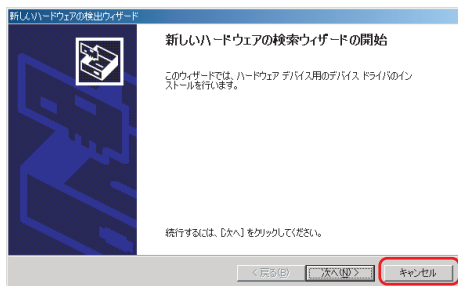 新しいハードウェアの検出ウィザード
新しいハードウェアの検索ウィザードの開始
このウィザードでは、ハードウェア デバイス用のデバイス ドライバのイン
ストールを行います。
続行するには、[次へ] をクリックしてください。
< 戻る(B) 次へ(N) > キャンセル